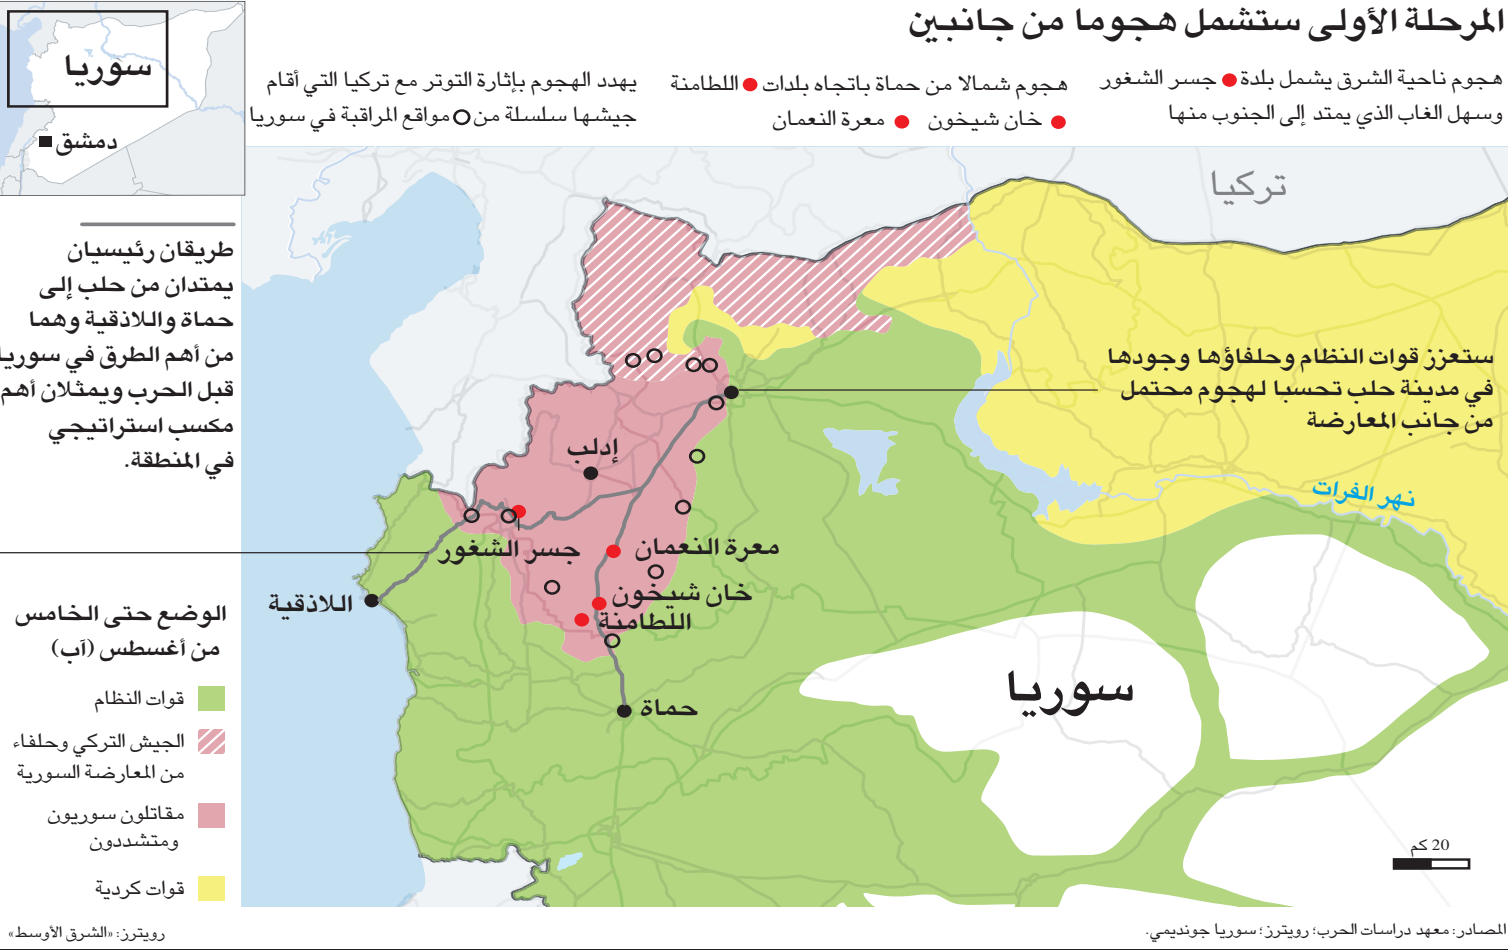 المرحلة الأولى ستشمل هجوما من جانبين
هجوم ناحية الشرق يشمل بلدة جسر الشغور
وسهل الغاب الذي يمتد إلى الجنوب منها
هجوم شمالا من حماة باتجاه بلدات اللطامنة
خان شيخون معرة النعمان
يهدد الهجوم بإثارة التوتر مع تركيا التي أقام
جيشها سلسلة من مواقع المراقبة في سوريا
سوريا
دمشق
طريقان رئيسيان
يمتدان من حلب إلى
حماة واللاذقية وهما
من أهم الطرق في سوريا
قبل الحرب ويمثلان أهم
مكسب استراتيجي
في المنطقة.
تركيا
ستعزز قوات النظام وحلفاؤها وجودها
في مدينة حلب تحسبا لهجوم محتمل
من جانب المعارضة
إدلب
نهر الفرات
جسر الشغور
معرة النعمان
خان شيخون
اللطامنة
اللاذقية
حماة
سوريا
الوضع حتى الخامس
من أغسطس (آب)
قوات النظام
الجيش التركي وحلفاء
من المعارضة السورية
مقاتلون سوريون
ومتشددون
قوات كردية
20 كم
المصادر: معهد دراسات الحرب؛ رويترز؛ سوريا جونديمي.
رويترز: «الشرق الأوسط»